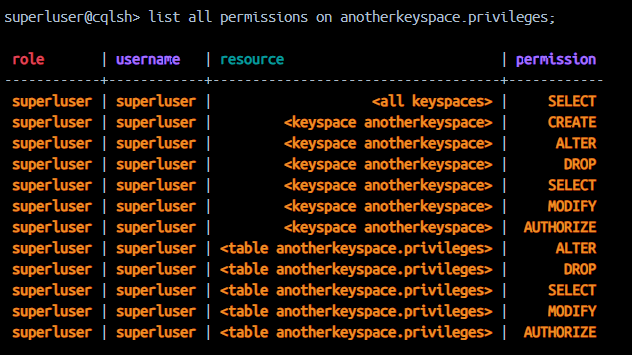 superluser@cqlsh> list all permissions on anotherkeyspace.privileges;
role | username | resource | permission
------------+------------+-------------------------------------+------------
superluser | superluser | <all keyspaces> | SELECT
superluser | superluser | <keyspace anotherkeyspace> | CREATE
superluser | superluser | <keyspace anotherkeyspace> | ALTER
superluser | superluser | <keyspace anotherkeyspace> | DROP
superluser | superluser | <keyspace anotherkeyspace> | SELECT
superluser | superluser | <keyspace anotherkeyspace> | MODIFY
superluser | superluser | <keyspace anotherkeyspace> | AUTHORIZE
superluser | superluser | <table anotherkeyspace.privileges> | ALTER
superluser | superluser | <table anotherkeyspace.privileges> | DROP
superluser | superluser | <table anotherkeyspace.privileges> | SELECT
superluser | superluser | <table anotherkeyspace.privileges> | MODIFY
superluser | superluser | <table anotherkeyspace.privileges> | AUTHORIZE